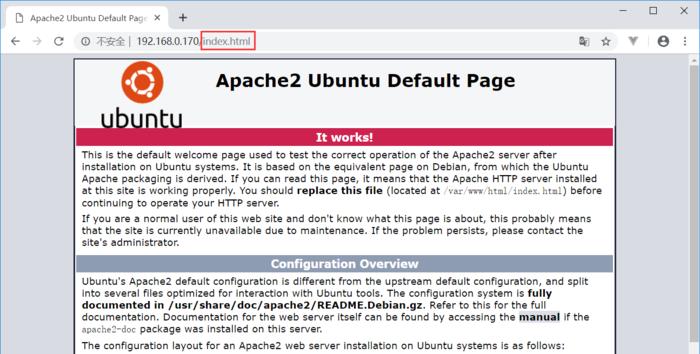 Apache2 Ubuntu Default Page
不安全 | 192.168.0.170/index.html
ubuntu
Apache2 Ubuntu Default Page
It works!
This is the default welcome page used to test the correct operation of the Apache2 server after
installation on Ubuntu systems. It is based on the equivalent page on Debian, from which the Ubuntu
Apache packaging is derived. If you can read this page, it means that the Apache HTTP server installed
at this site is working properly. You should replace this file (located at /var/www/html/index.html) before
continuing to operate your HTTP server.
If you are a normal user of this web site and don't know what this page is about, this probably means
that the site is currently unavailable due to maintenance. If the problem persists, please contact the
site's administrator.
Configuration Overview
Ubuntu's Apache2 default configuration is different from the upstream default configuration, and split
into several files optimized for interaction with Ubuntu tools. The configuration system is fully
documented in /usr/share/doc/apache2/README.Debian.gz. Refer to this for the full
documentation. Documentation for the web server itself can be found by accessing the manual if the
apache2-doc package was installed on this server.
The configuration layout for an Apache2 web server installation on Ubuntu systems is as follows: